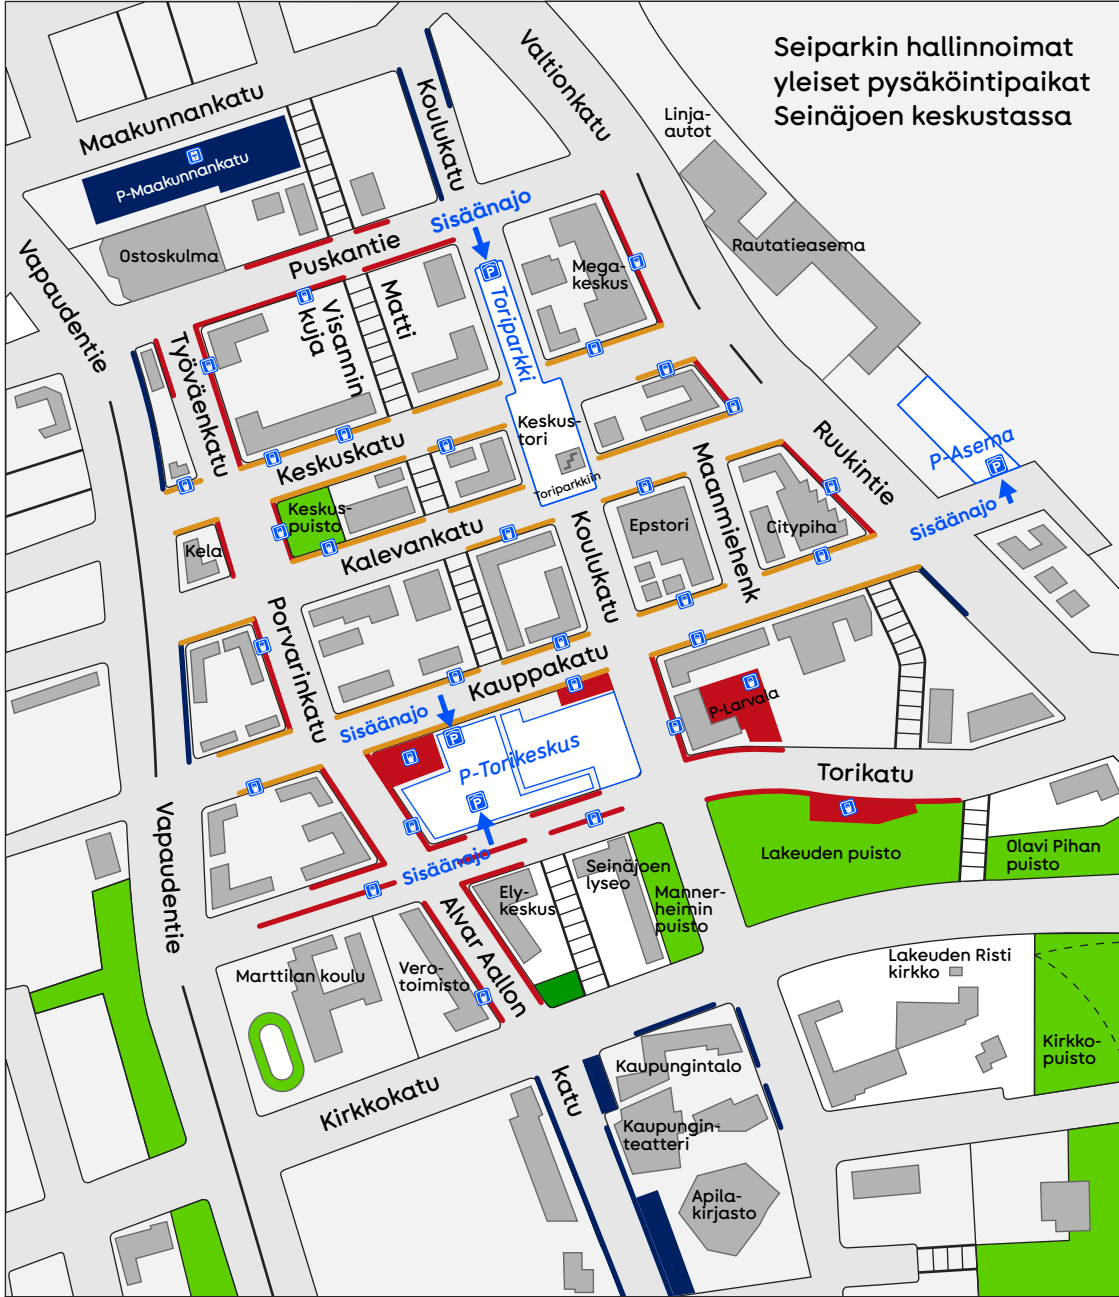 Seiparkin hallinnoimat
yleiset pysäköintipaikat
Seinäjoen keskustassa
Valtionkatu
Linja-
autot
Maakunnankatu
Koulukatu
P-Maakunnankatu
Sisäänajo
Ostoskulma
Puskantie
Rautatieasema
Mega-
keskus
P
Vapaudentie
Toriparkki
Matti
Visannin
kuja
Työväenkatu
Keskus-
tori
Keskuskatu
Toriparkkiin
Maanmiehenk
Ruukintie
P-Asema
P
Sisäänajo
Keskus-
puisto
Kela
Kalevankatu
Koulukatu
Epstori
Citypiha
Porvarinkatu
Kauppakatu
P-Larvala
Sisäänajo
P
P-Torikeskus
P
Torikatu
Vapaudentie
Sisäänajo
Lakeuden puisto
Olavi Pihan
puisto
Seinäjoen
lyseo
Ely-
keskus
Manner-
heimin
puisto
Alvar Aallon
Marttilan koulu
Vero-
toimisto
Lakeuden Risti
kirkko
Kirkko-
puisto
Kirkkokatu
katu
Kaupungintalo
Kaupungin-
teatteri
Apila-
kirjasto